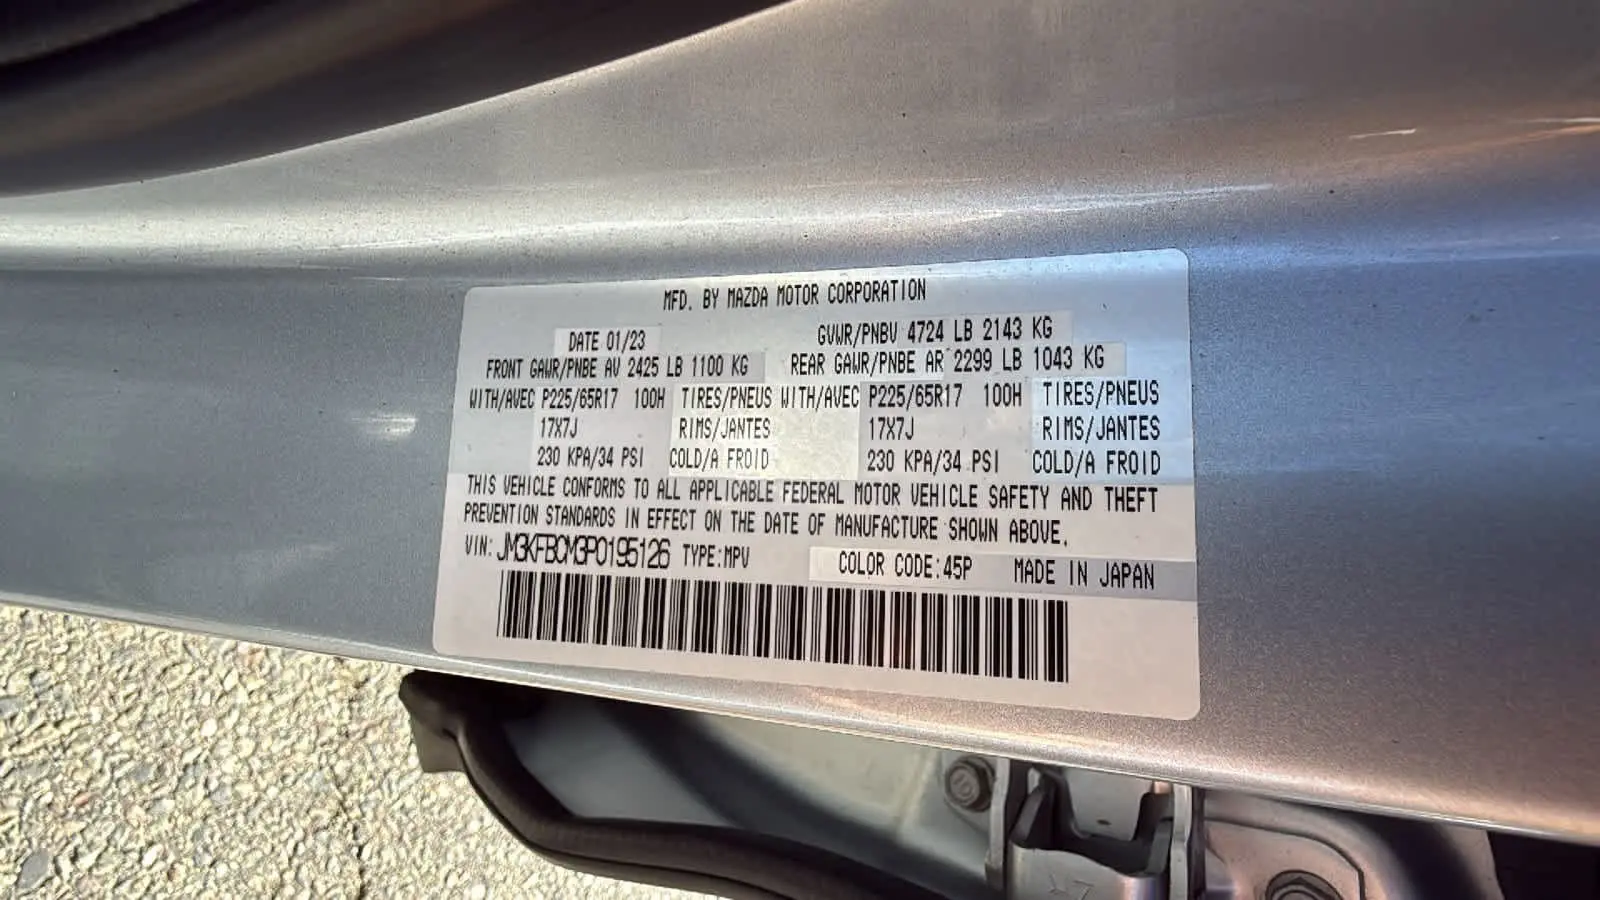 MFD. BY MAZDA MOTOR CORPORATION
DATE 01/23 GVWR/PNBV 4724 LB 2143 KG
FRONT GAWR/PNBE AV 2425 LB 1100 KG REAR GAWR/PNBE AR 2299 LB 1043 KG
WITH/AVEC P225/65R17 100H TIRES/PNEUS WITH/AVEC P225/65R17 100H TIRES/PNEUS
17X7J RIMS/JANTES 17X7J RIMS/JANTES
230 KPA/34 PSI COLD/A FROID 230 KPA/34 PSI COLD/A FROID
THIS VEHICLE CONFORMS TO ALL APPLICABLE FEDERAL MOTOR VEHICLE SAFETY AND THEFT
PREVENTION STANDARDS IN EFFECT ON THE DATE OF MANUFACTURE SHOWN ABOVE.
VIN: JM3KFBCM3P0195126 TYPE:MPV COLOR CODE:45P MADE IN JAPAN